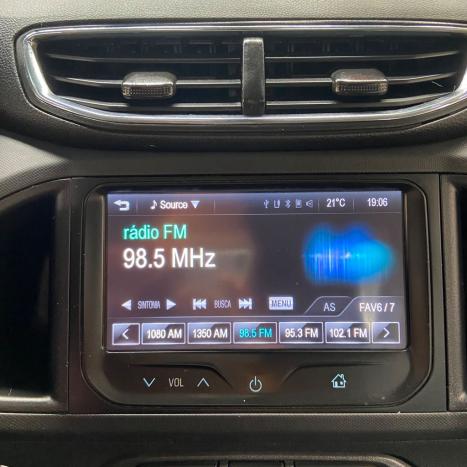 ♪ Source ▼ 21°C 19:06
rádio FM
98.5 MHz
SINTONIA BUSCA MENU AS FAV6/7
1080 AM 1350 AM 98.5 FM 95.3 FM 102.1 FM
VOL